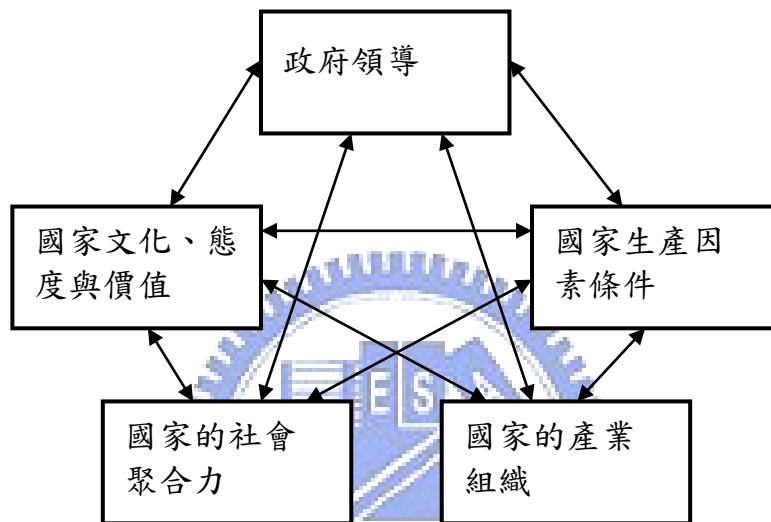 政府領導
國家文化、態
度與價值
國家生產因
素條件
ES
國家的社會
聚合力
國家的產業
組織